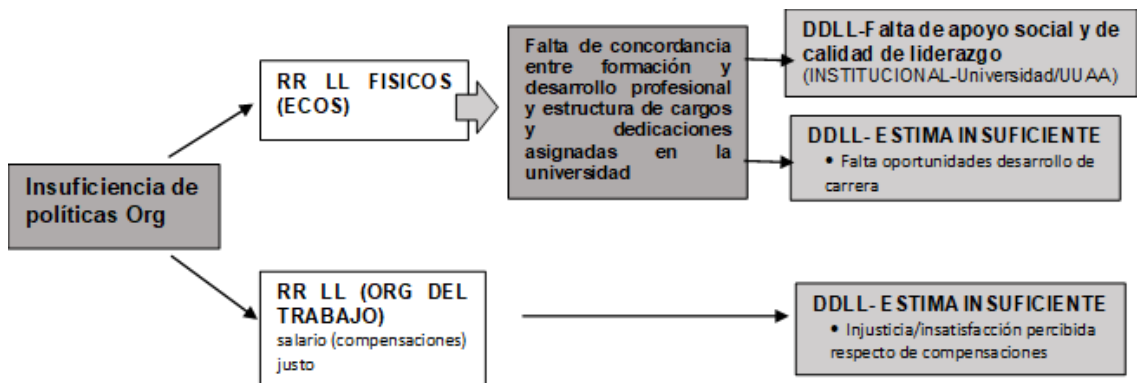 Insuficiencia de
políticas Org
RR LL FISICOS
(ECOS)
Falta de concordancia
entre formación y
desarrollo profesional
y estructura de cargos
y dedicaciones
asignadas en la
universidad
DDLL-Falta de apoyo social y de
calidad de liderazgo
(INSTITUCIONAL-Universidad/UUAA)
DDLL- ESTIMA INSUFICIENTE
• Falta oportunidades desarrollo de
carrera
RR LL (ORG DEL
TRABAJO)
salario (compensaciones)
justo
DDLL- ESTIMA INSUFICIENTE
• Injusticia/insatisfacción percibida
respecto de compensaciones